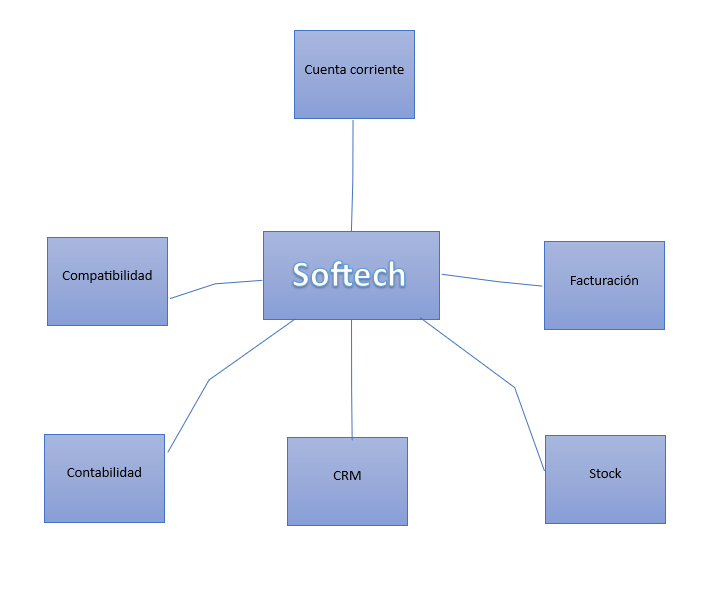 Cuenta corriente
Compatibilidad
Softech
Facturación
Contabilidad
CRM
Stock